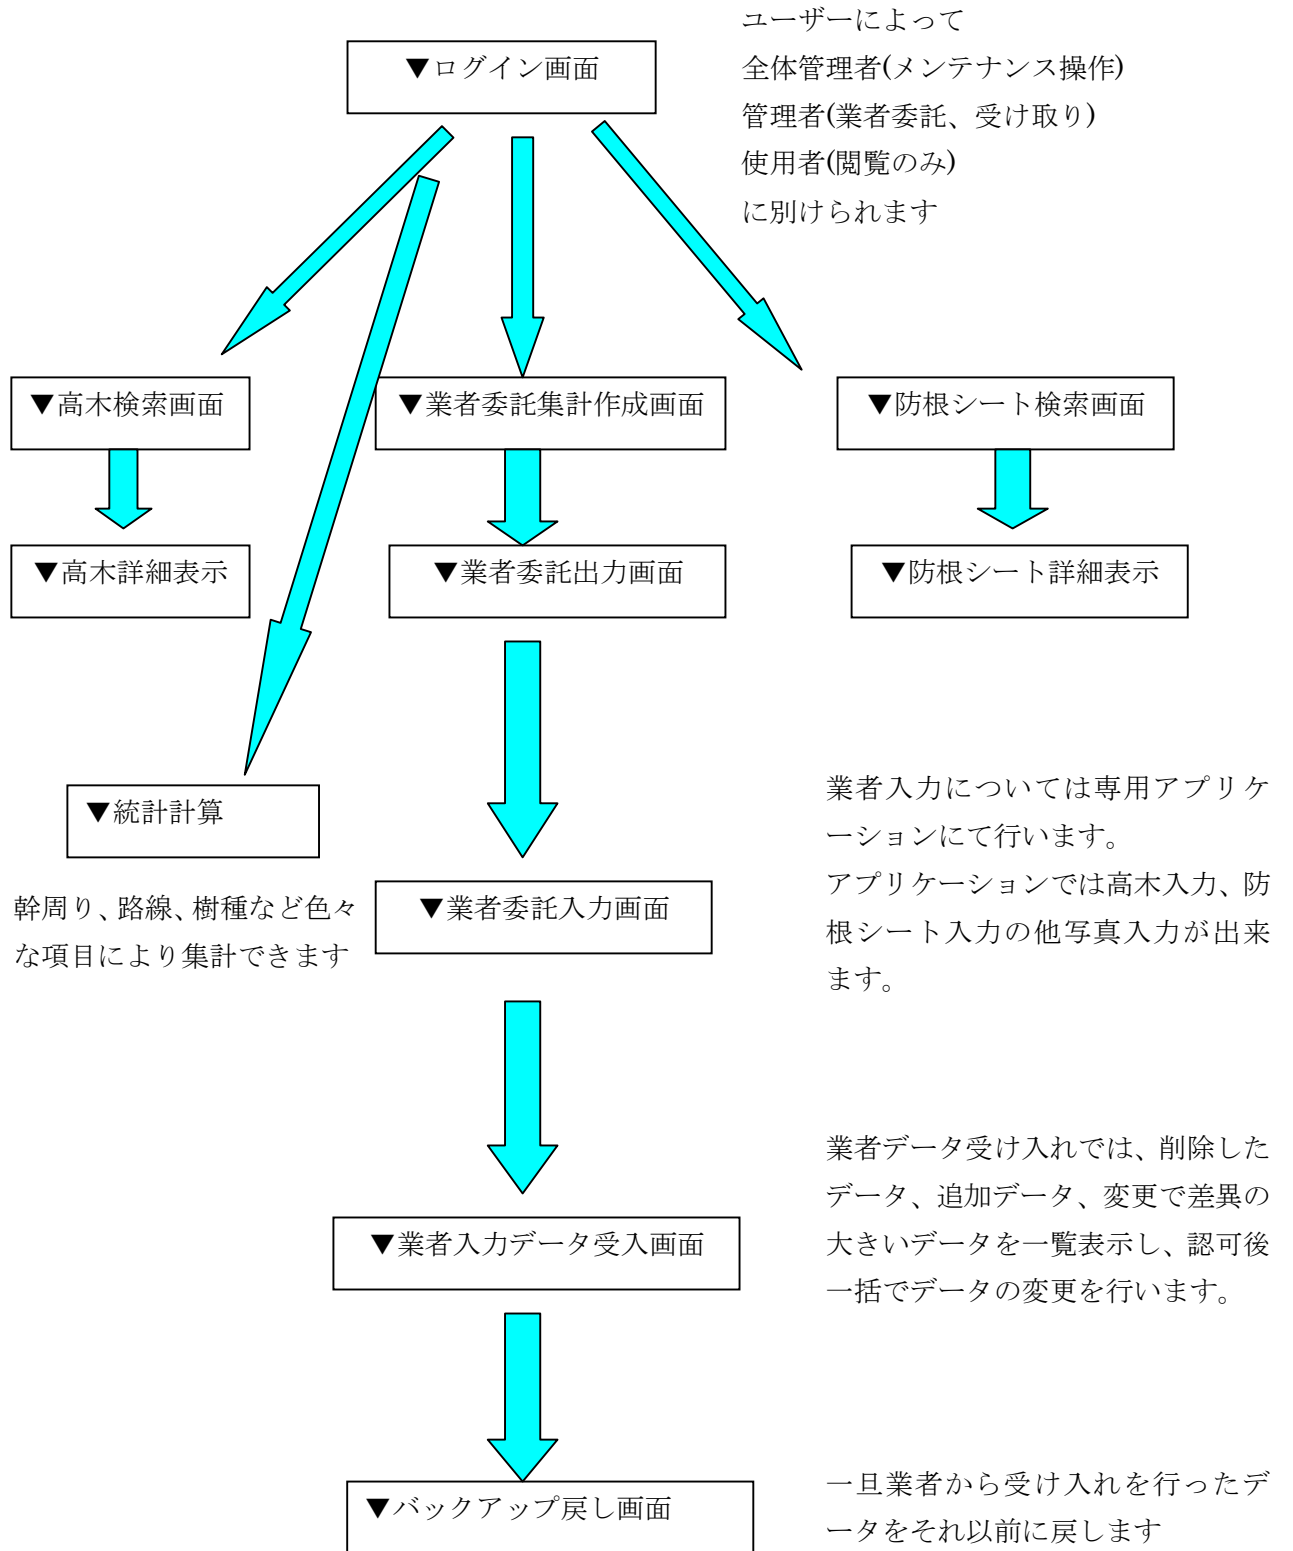 ユーザーによって
▼ログイン画面
全体管理者(メンテナンス操作)
管理者(業者委託、受け取り)
使用者(閲覧のみ)
に別けられます
▼高木検索画面
▼業者委託集計作成画面
▼防根シート検索画面
▼高木詳細表示
▼業者委託出力画面
▼防根シート詳細表示
▼統計計算
幹周り、路線、樹種など色々
な項目により集計できます
業者入力については専用アプリケ
ーションにて行います。
アプリケーションでは高木入力、防
根シート入力の他写真入力が出来
ます。
▼業者委託入力画面
業者データ受け入れでは、削除した
データ、追加データ、変更で差異の
大きいデータを一覧表示し、認可後
一括でデータの変更を行います。
▼業者入力データ受入画面
▼バックアップ戻し画面
一旦業者から受け入れを行ったデ
ータをそれ以前に戻します